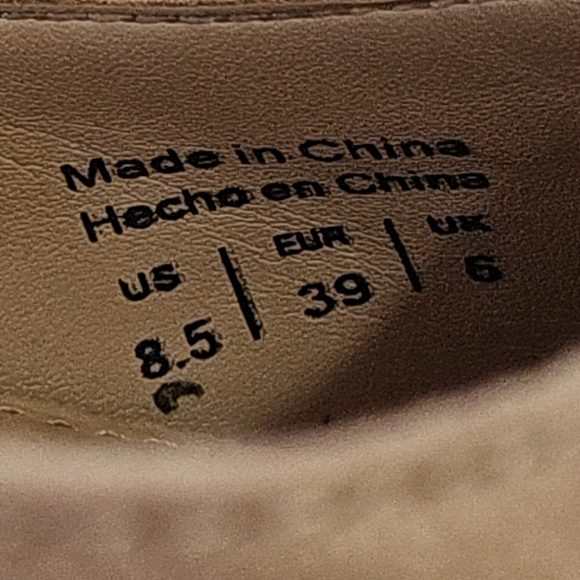 Made in China
Hecho en China
US | EUR | UK
8.5 | 39 | 6